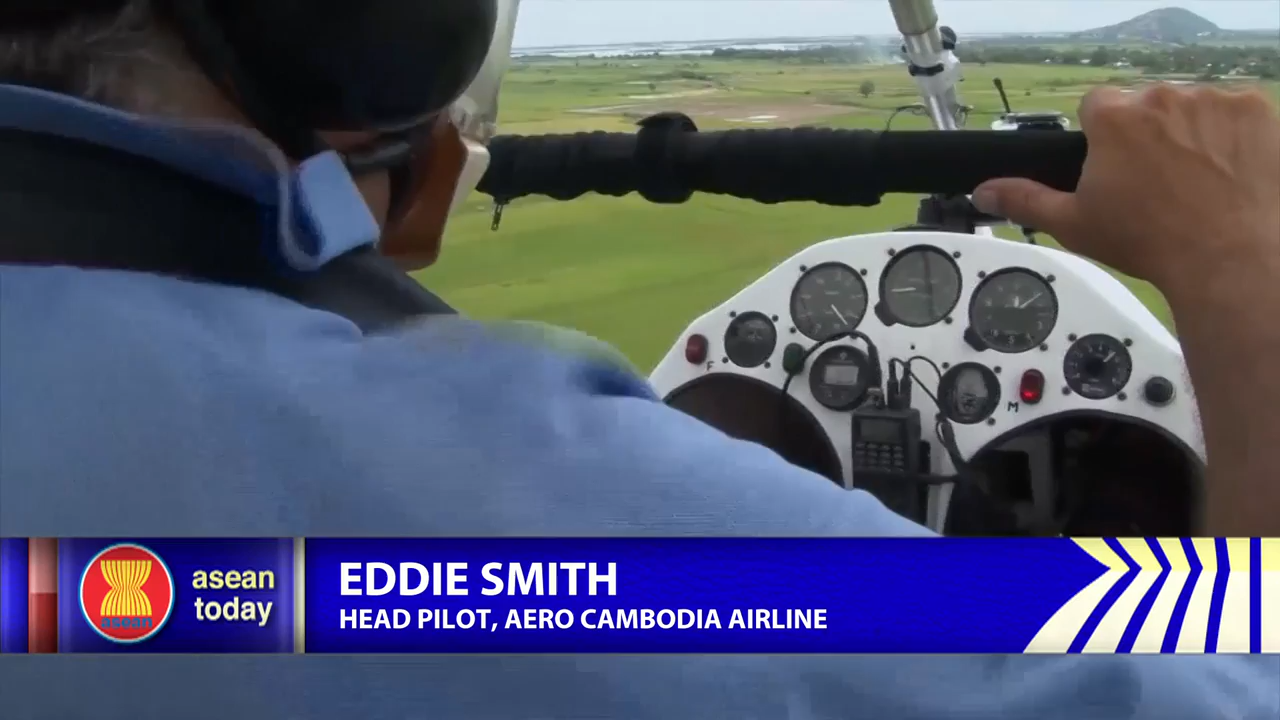 F
M
asean
asean
today
EDDIE SMITH
HEAD PILOT, AERO CAMBODIA AIRLINE